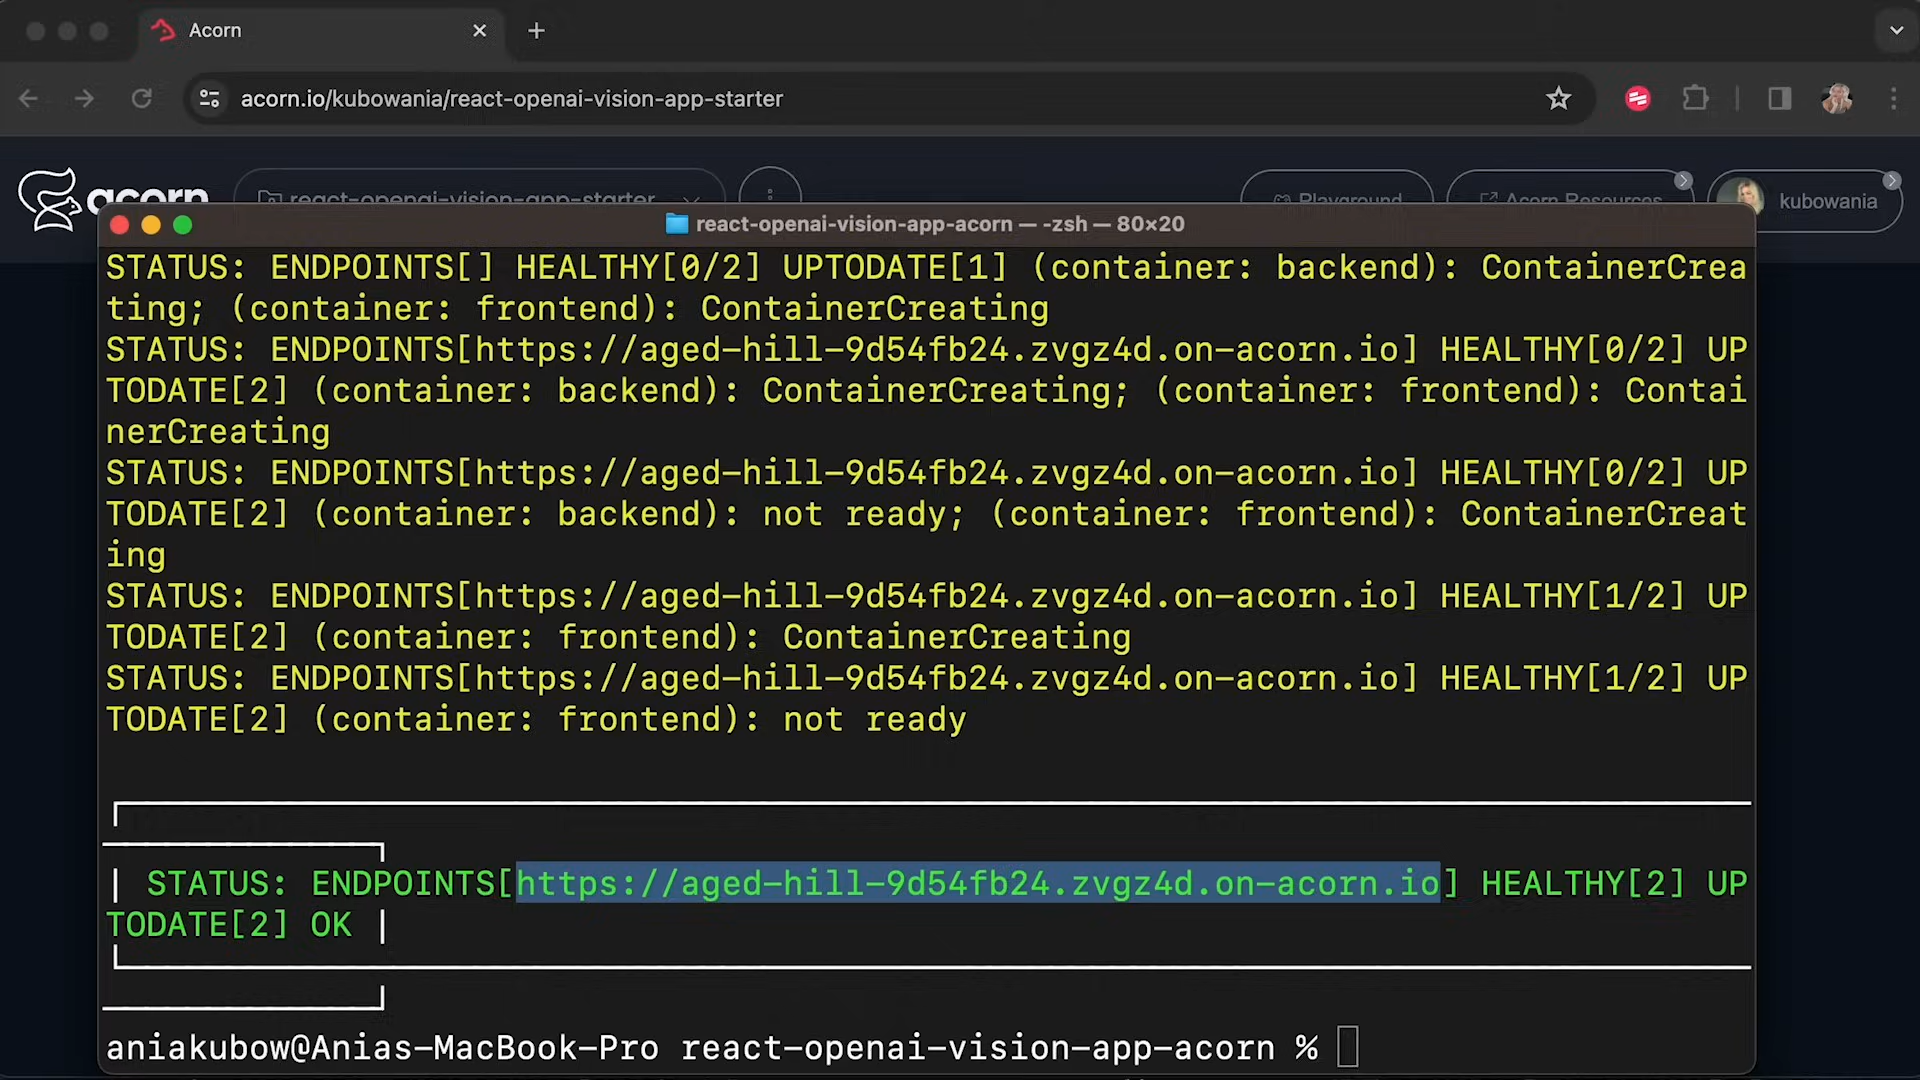 Acorn
acorn.io/kubowania/react-openai-vision-app-starter
acorn
react-openai-vision-app-starter
Playground
Acorn Resources
kubowania
react-openai-vision-app-acorn — -zsh — 80×20
STATUS: ENDPOINTS[] HEALTHY[0/2] UPTODATE[1] (container: backend): ContainerCrea
ting; (container: frontend): ContainerCreating
STATUS: ENDPOINTS[https://aged-hill-9d54fb24.zvgz4d.on-acorn.io] HEALTHY[0/2] UP
TODATE[2] (container: backend): ContainerCreating; (container: frontend): Contai
nerCreating
STATUS: ENDPOINTS[https://aged-hill-9d54fb24.zvgz4d.on-acorn.io] HEALTHY[0/2] UP
TODATE[2] (container: backend): not ready; (container: frontend): ContainerCreat
ing
STATUS: ENDPOINTS[https://aged-hill-9d54fb24.zvgz4d.on-acorn.io] HEALTHY[1/2] UP
TODATE[2] (container: frontend): ContainerCreating
STATUS: ENDPOINTS[https://aged-hill-9d54fb24.zvgz4d.on-acorn.io] HEALTHY[1/2] UP
TODATE[2] (container: frontend): not ready
| STATUS: ENDPOINTS[https://aged-hill-9d54fb24.zvgz4d.on-acorn.io] HEALTHY[2] UP
TODATE[2] OK |
aniakubow@Anias-MacBook-Pro react-openai-vision-app-acorn %